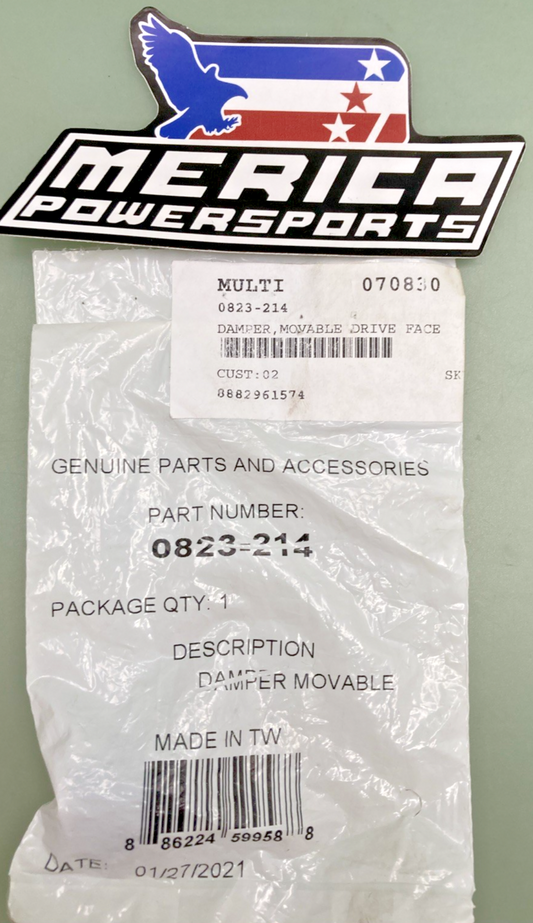 MERICA
POWERSPORTS
MULTI 070830
0823-214
DAMPER,MOVABLE DRIVE FACE
CUST:02 SK
8882961574
GENUINE PARTS AND ACCESSORIES
PART NUMBER:
0823-214
PACKAGE QTY: 1
DESCRIPTION
DAMPER MOVABLE
MADE IN TW
8 86224 59958 8
DATE: 01/27/2021